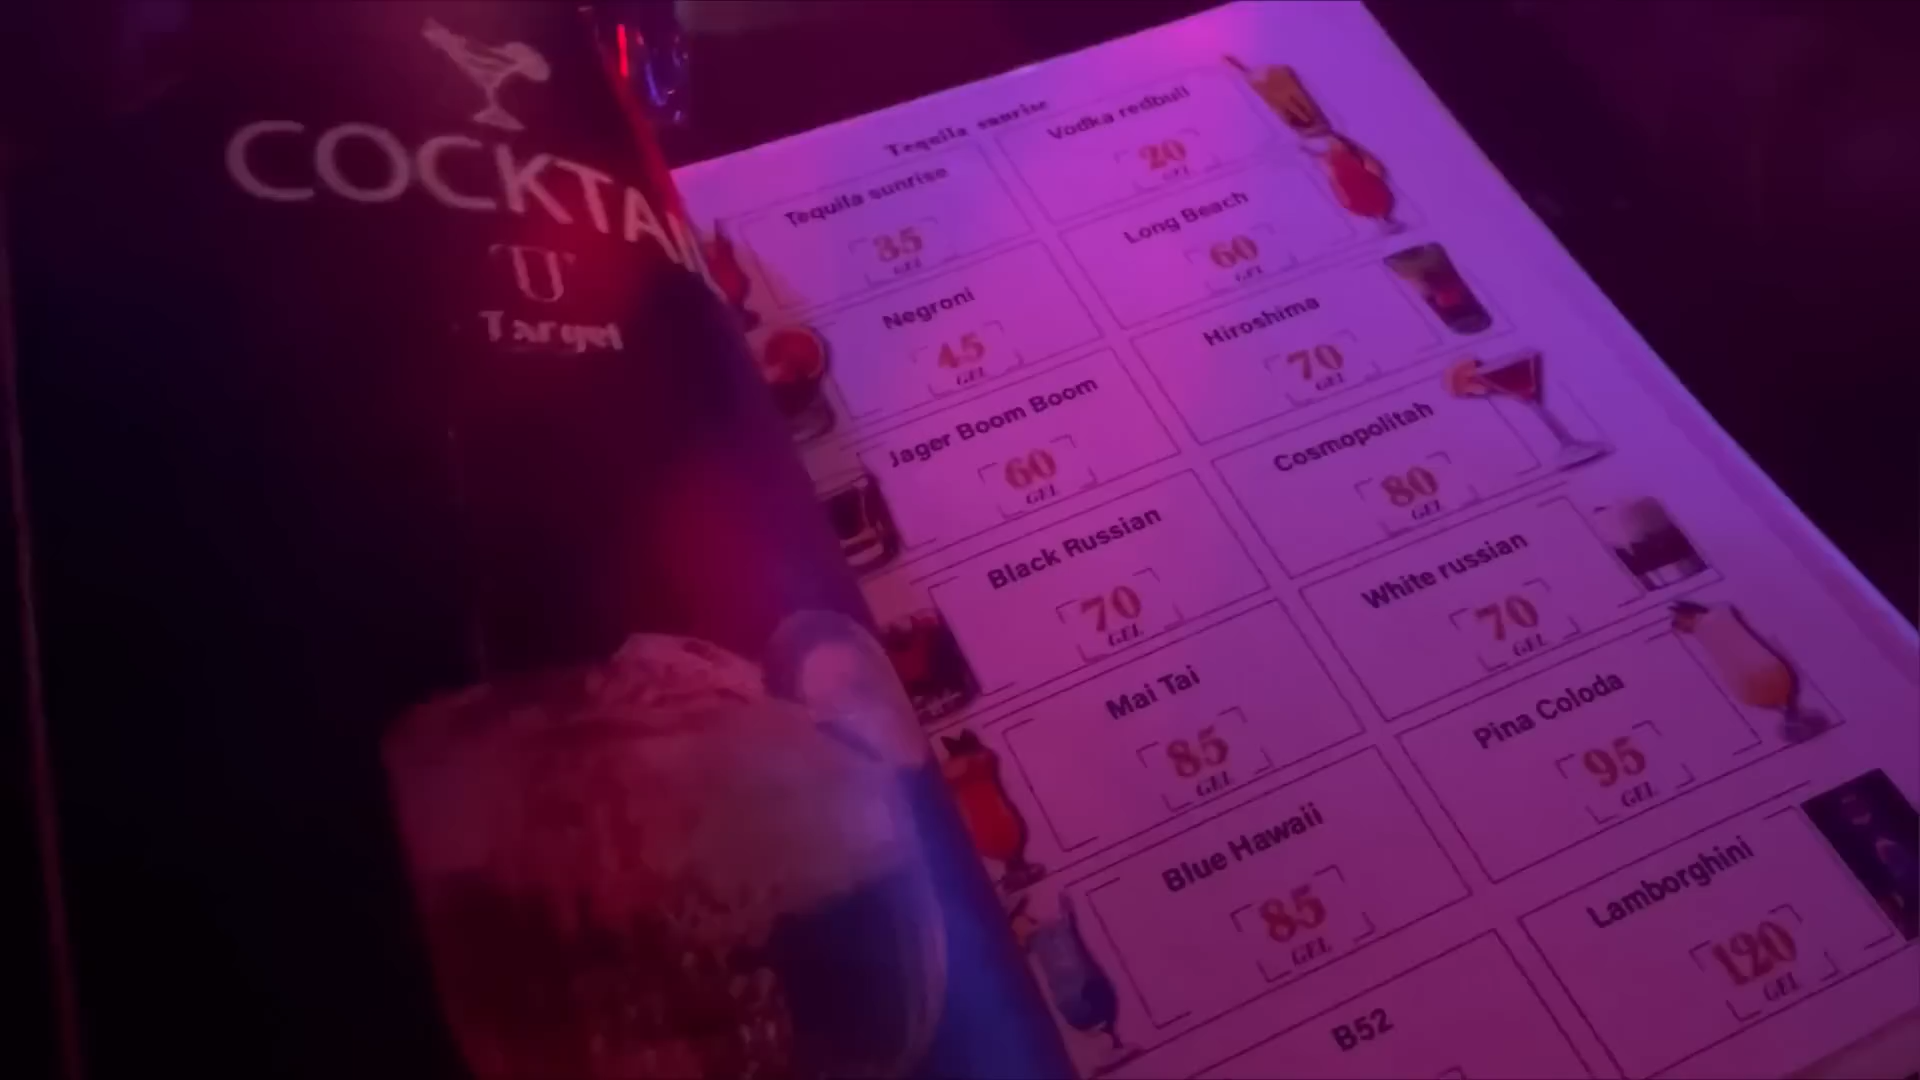 COCKTAI
U
Target
Tequila sunrise
Tequila sunrise
35
GEL
Vodka redbull
20
GEL
Negroni
45
GEL
Long Beach
60
GEL
Jager Boom Boom
60
GEL
Hiroshima
70
GEL
Black Russian
70
GEL
Cosmopolitah
80
GEL
Mai Tai
85
GEL
White russian
70
GEL
Blue Hawaii
85
GEL
Pina Coloda
95
GEL
B52
Lamborghini
120
GEL